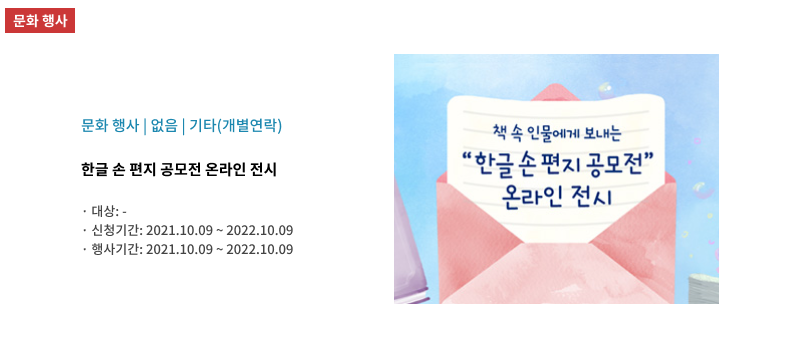 문화 행사
문화 행사 | 없음 | 기타(개별연락)
한글 손 편지 공모전 온라인 전시
· 대상: -
· 신청기간: 2021.10.09 ~ 2022.10.09
· 행사기간: 2021.10.09 ~ 2022.10.09
책 속 인물에게 보내는
“한글 손 편지 공모전”
온라인 전시